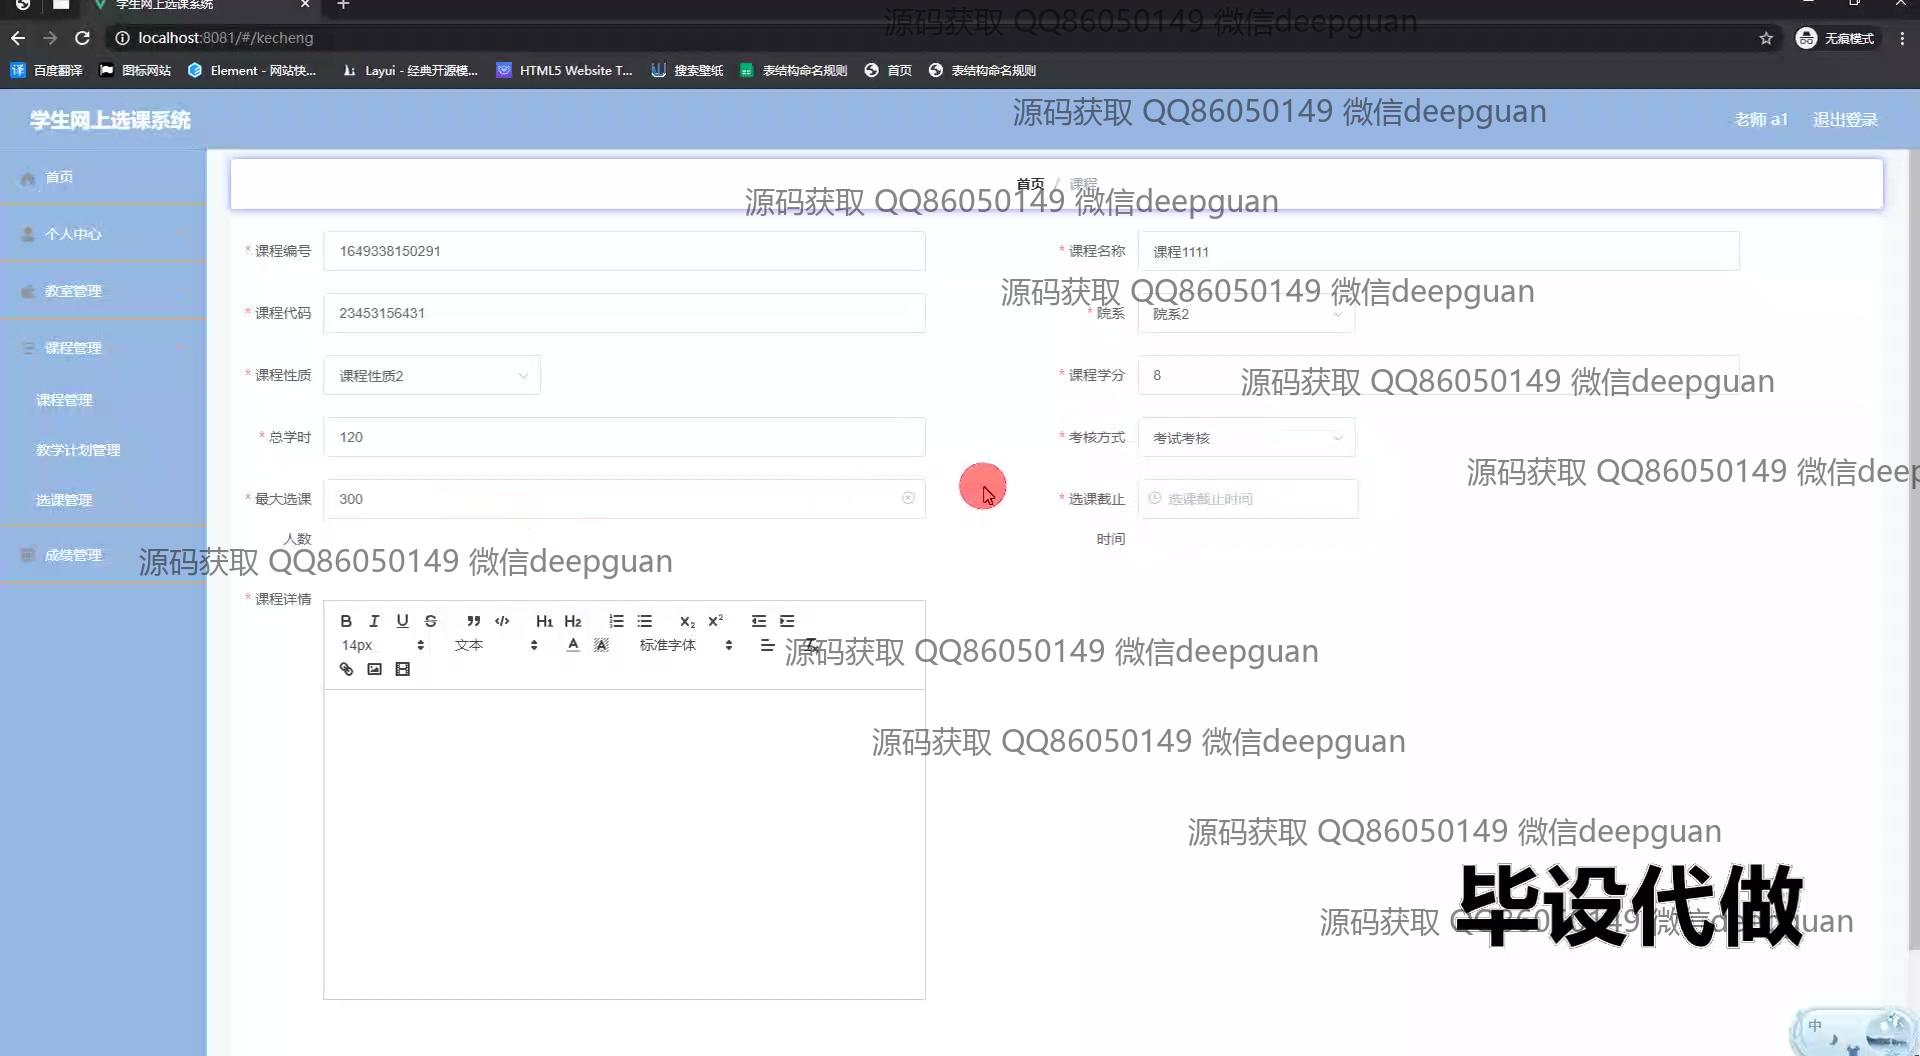 学生网上选课系统
localhost:8081/#/kecheng
无痕模式
百度翻译
图标网站
Element - 网站快...
Layui - 经典开源模...
HTML5 Website T...
搜索壁纸
表结构命名规则
首页
表结构命名规则
源码获取 QQ86050149 微信deepguan
学生网上选课系统
源码获取 QQ86050149 微信deepguan
老师 a1
退出登录
首页
个人中心
教室管理
课程管理
课程管理
教学计划管理
选课管理
成绩管理
首页 / 课程
源码获取 QQ86050149 微信deepguan
* 课程编号 1649338150291
* 课程名称 课程1111
源码获取 QQ86050149 微信deepguan
* 课程代码 23453156431
* 院系 院系2
* 课程性质 课程性质2
* 课程学分 8
源码获取 QQ86050149 微信deepguan
* 总学时 120
* 考核方式 考试考核
源码获取 QQ86050149 微信deep
* 最大选课
人数
300
* 选课截止
时间
选课截止时间
源码获取 QQ86050149 微信deepguan
* 课程详情
B I U S H1 H2 X2 X2
14px 文本 A A 标准字体
源码获取 QQ86050149 微信deepguan
源码获取 QQ86050149 微信deepguan
源码获取 QQ86050149 微信deepguan
毕设代做
源码获取 QQ86050149 微信deepguan
中